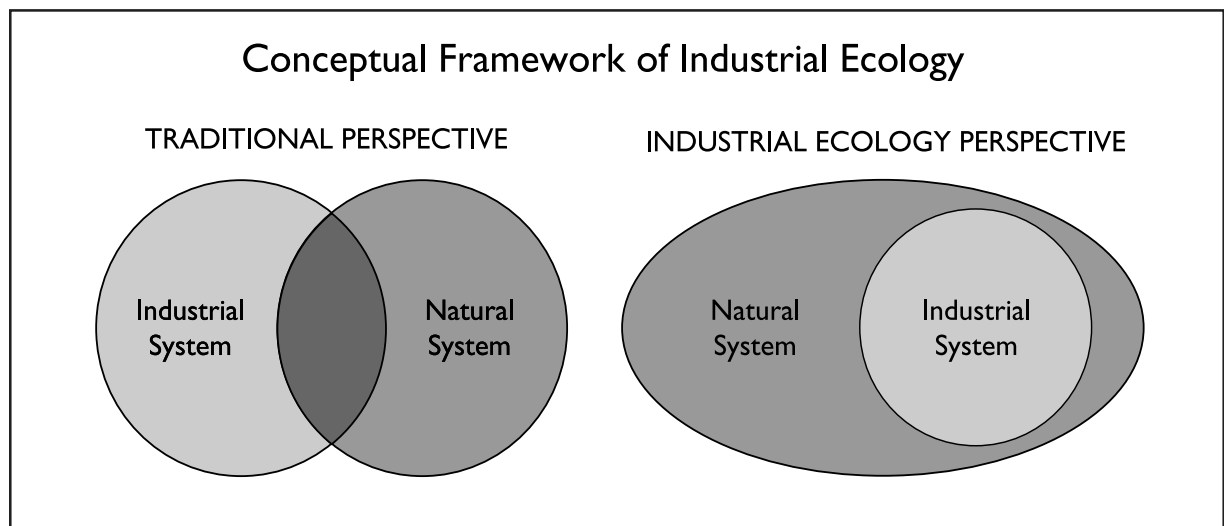 Conceptual Framework of Industrial Ecology
TRADITIONAL PERSPECTIVE
Industrial
System
Natural
System
INDUSTRIAL ECOLOGY PERSPECTIVE
Natural
System
Industrial
System